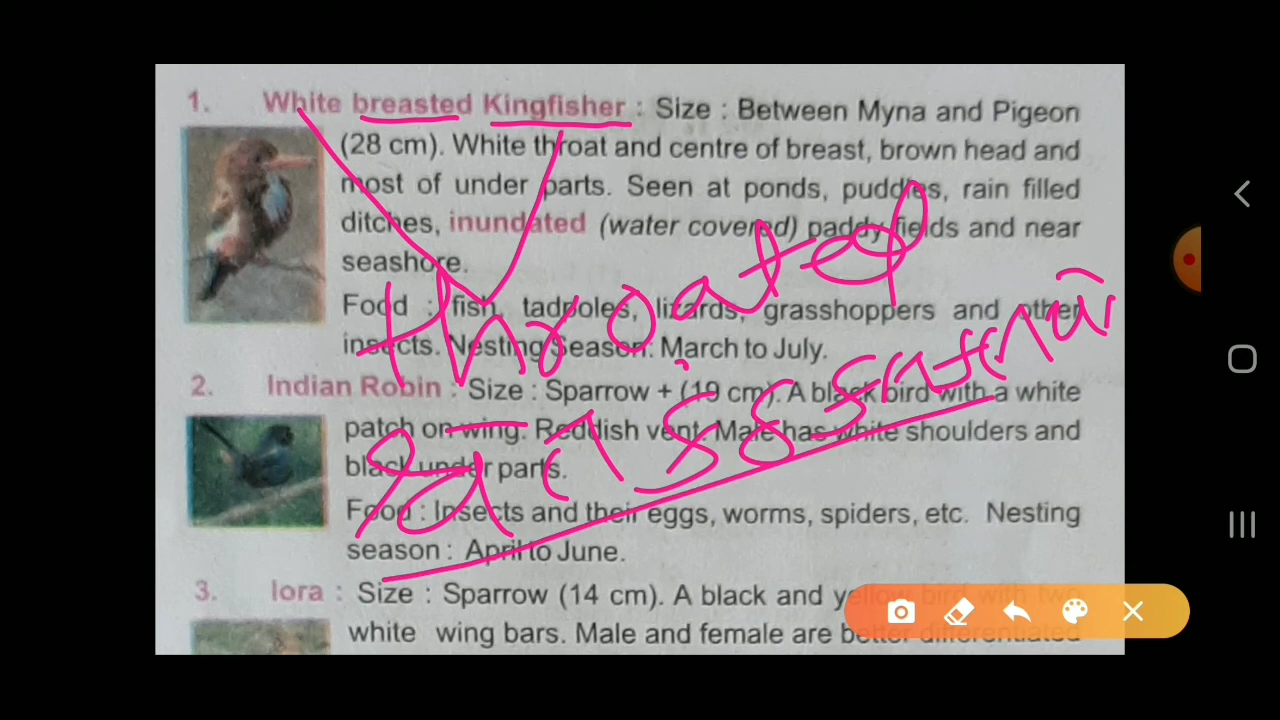 1. White breasted Kingfisher : Size : Between Myna and Pigeon
(28 cm). White throat and centre of breast, brown head and
most of under parts. Seen at ponds, puddles, rain filled
ditches, inundated (water covered) paddy fields and near
seashore.
throated
Food : fish, tadpoles, lizards, grasshoppers and other
insects. Nesting Season: March to July.
2. Indian Robin : Size : Sparrow + (19 cm). A black bird with a white
patch on wing. Reddish vent. Male has white shoulders and
black under parts.
Food : Insects and their eggs, worms, spiders, etc. Nesting
season : April to June.
3. Iora : Size : Sparrow (14 cm). A black and yellow bird with two
white wing bars. Male and female are better differentiated